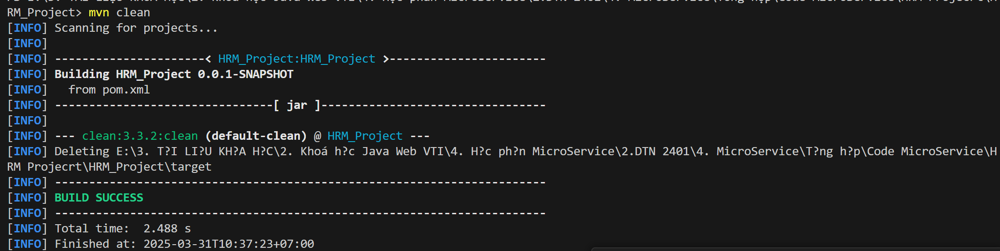 RM_Project> mvn clean
[INFO] Scanning for projects...
[INFO]
[INFO] ----------------------< HRM_Project:HRM_Project >-----------------------
[INFO] Building HRM_Project 0.0.1-SNAPSHOT
[INFO]   from pom.xml
[INFO] --------------------------------[ jar ]---------------------------------
[INFO]
[INFO] --- clean:3.3.2:clean (default-clean) @ HRM_Project ---
[INFO] Deleting E:\3. T?I LI?U KH?A H?C\2. Khoá h?c Java Web VTI\4. H?c ph?n MicroService\2.DTN 2401\4. MicroService\T?ng h?p\Code MicroService\H
RM Projecrt\HRM_Project\target
[INFO] ------------------------------------------------------------------------
[INFO] BUILD SUCCESS
[INFO] ------------------------------------------------------------------------
[INFO] Total time:  2.488 s
[INFO] Finished at: 2025-03-31T10:37:23+07:00